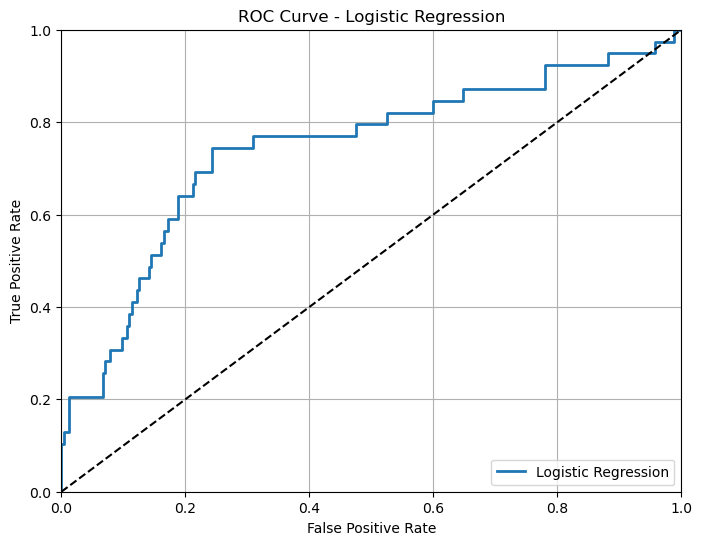 ROC Curve - Logistic Regression
1.0
0.8
0.6
0.4
0.2
0.0
True Positive Rate
Logistic Regression
0.0 0.2 0.4 0.6 0.8 1.0
False Positive Rate